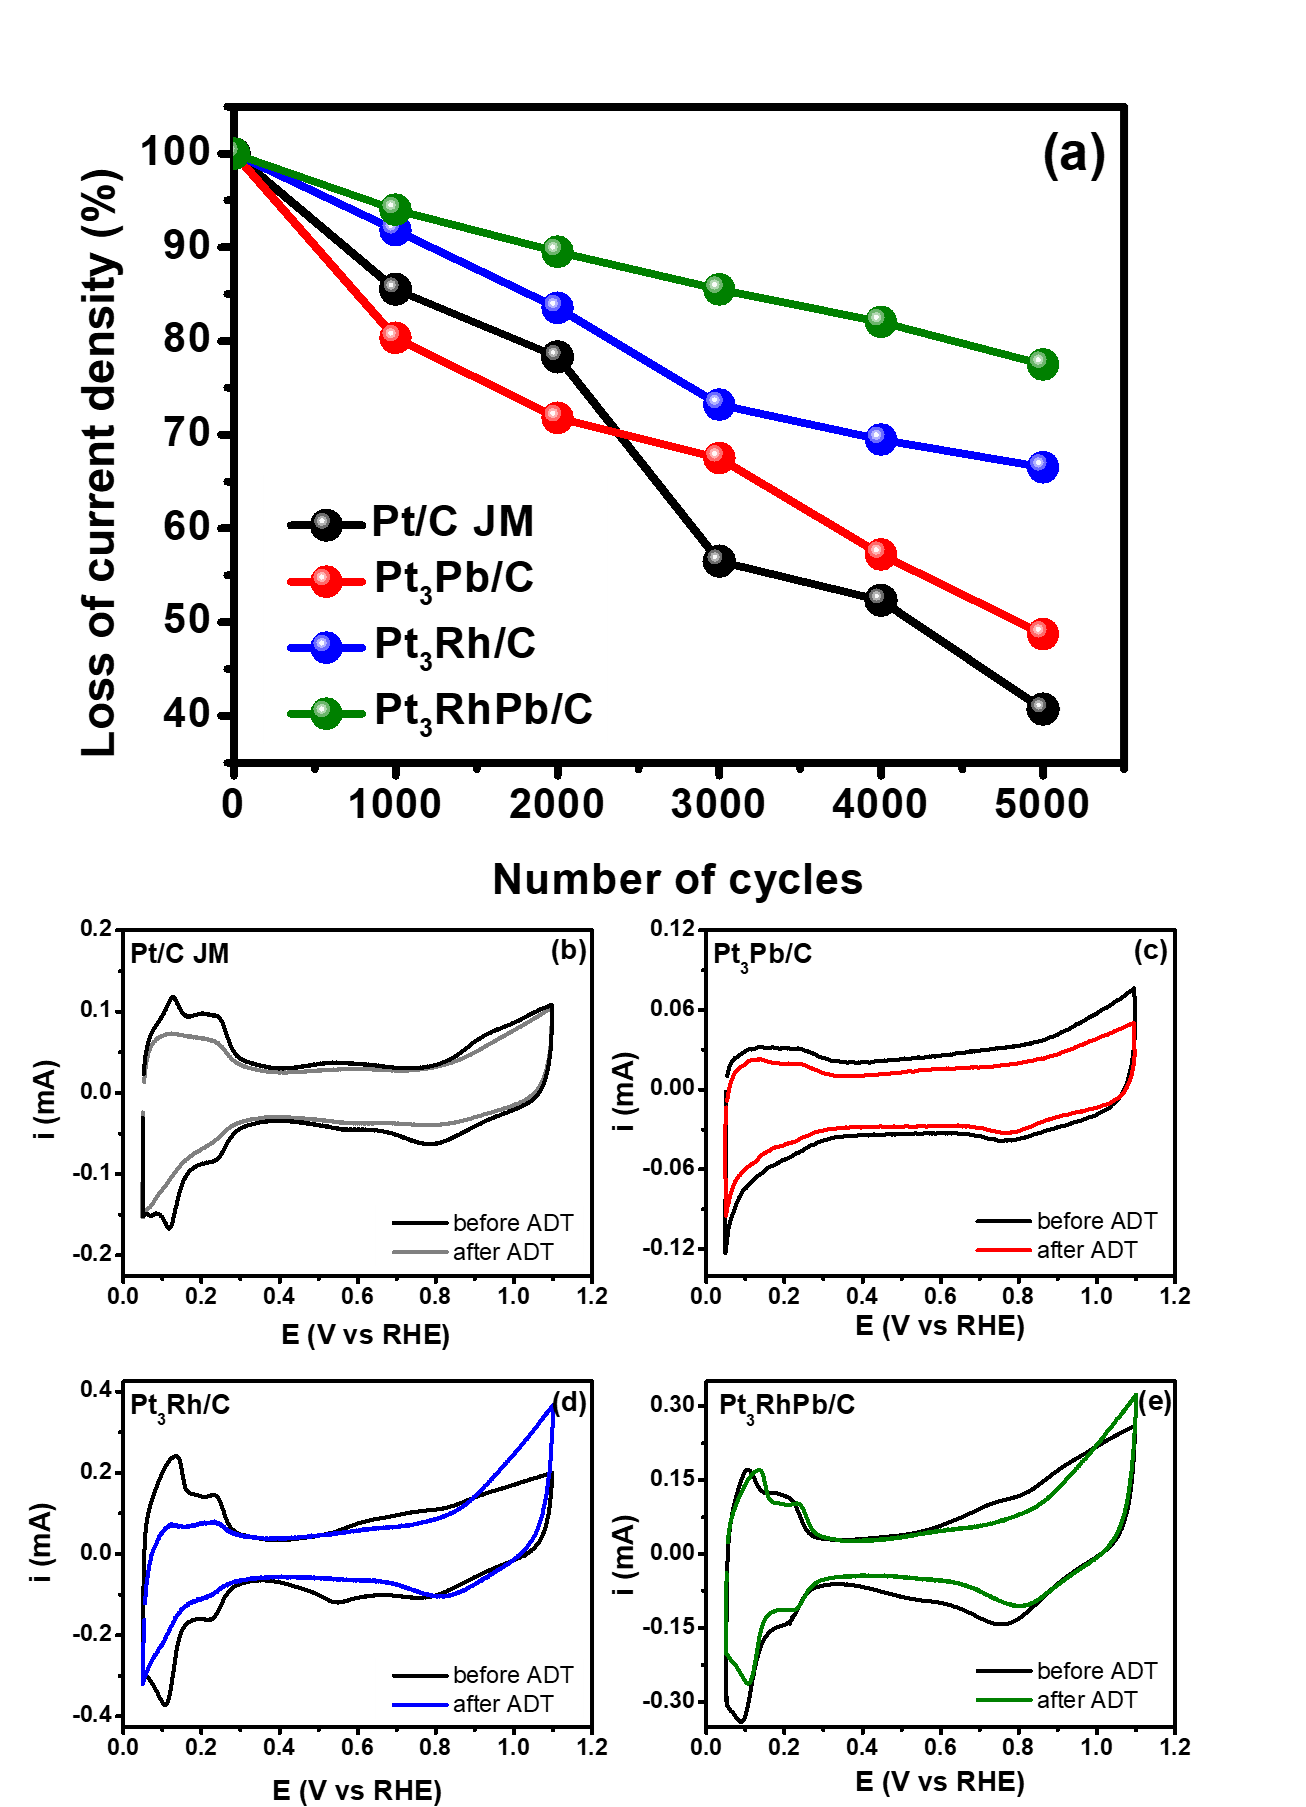 (a)
Loss of current density (%)
100
90
80
70
60
50
40
Pt/C JM
Pt₃Pb/C
Pt₃Rh/C
Pt₃RhPb/C
0 1000 2000 3000 4000 5000
Number of cycles
Pt/C JM (b)
i (mA)
0.2
0.1
0.0
-0.1
-0.2
before ADT
after ADT
0.0 0.2 0.4 0.6 0.8 1.0 1.2
E (V vs RHE)
Pt₃Pb/C (c)
i (mA)
0.12
0.06
0.00
-0.06
-0.12
before ADT
after ADT
0.0 0.2 0.4 0.6 0.8 1.0 1.2
E (V vs RHE)
Pt₃Rh/C (d)
i (mA)
0.4
0.2
0.0
-0.2
-0.4
before ADT
after ADT
0.0 0.2 0.4 0.6 0.8 1.0 1.2
E (V vs RHE)
Pt₃RhPb/C (e)
i (mA)
0.30
0.15
0.00
-0.15
-0.30
before ADT
after ADT
0.0 0.2 0.4 0.6 0.8 1.0 1.2
E (V vs RHE)